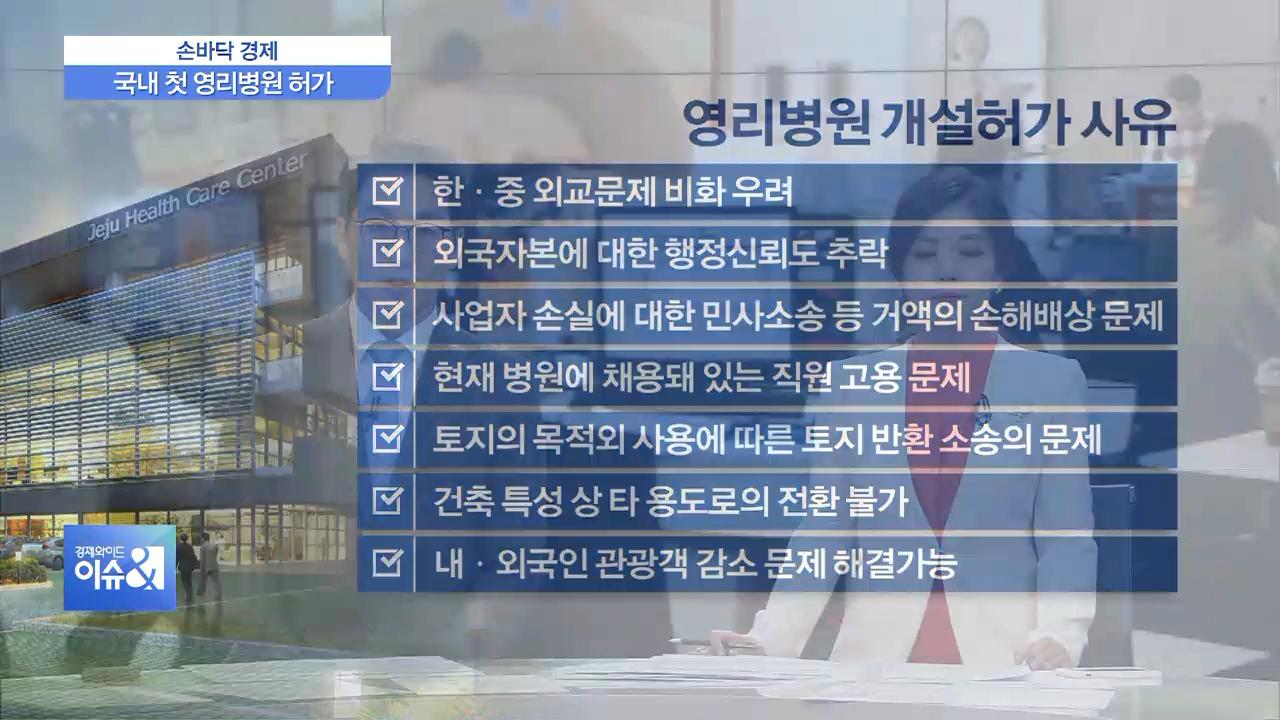 손바닥 경제
국내 첫 영리병원 허가
영리병원 개설허가 사유
Jeju Health Care Center
한 · 중 외교문제 비화 우려
외국자본에 대한 행정신뢰도 추락
사업자 손실에 대한 민사소송 등 거액의 손해배상 문제
현재 병원에 채용돼 있는 직원 고용 문제
토지의 목적외 사용에 따른 토지 반환 소송의 문제
건축 특성 상 타 용도로의 전환 불가
내 · 외국인 관광객 감소 문제 해결가능
경제와이드
이슈&